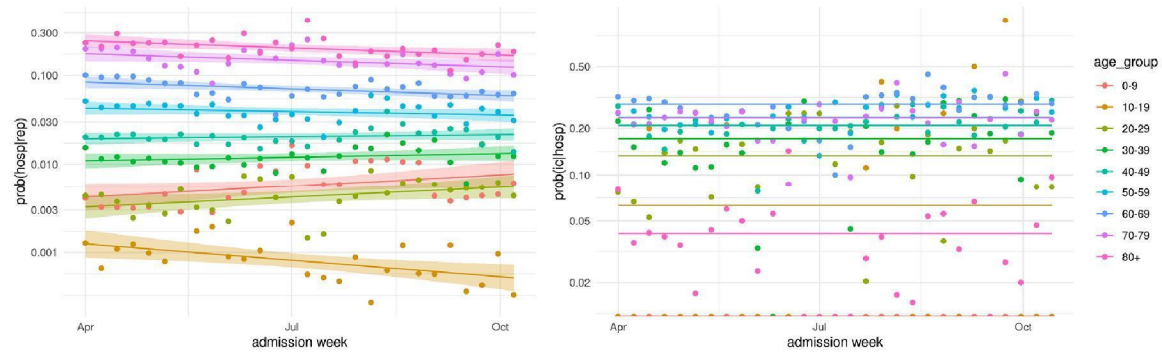 0.300
0.100
0.030
0.010
0.003
0.001
prob(hosp|rep)
Apr Jul Oct
admission week
0.50
0.20
0.10
0.05
0.02
prob(ic|hosp)
Apr Jul Oct
admission week
age_group
0-9
10-19
20-29
30-39
40-49
50-59
60-69
70-79
80+